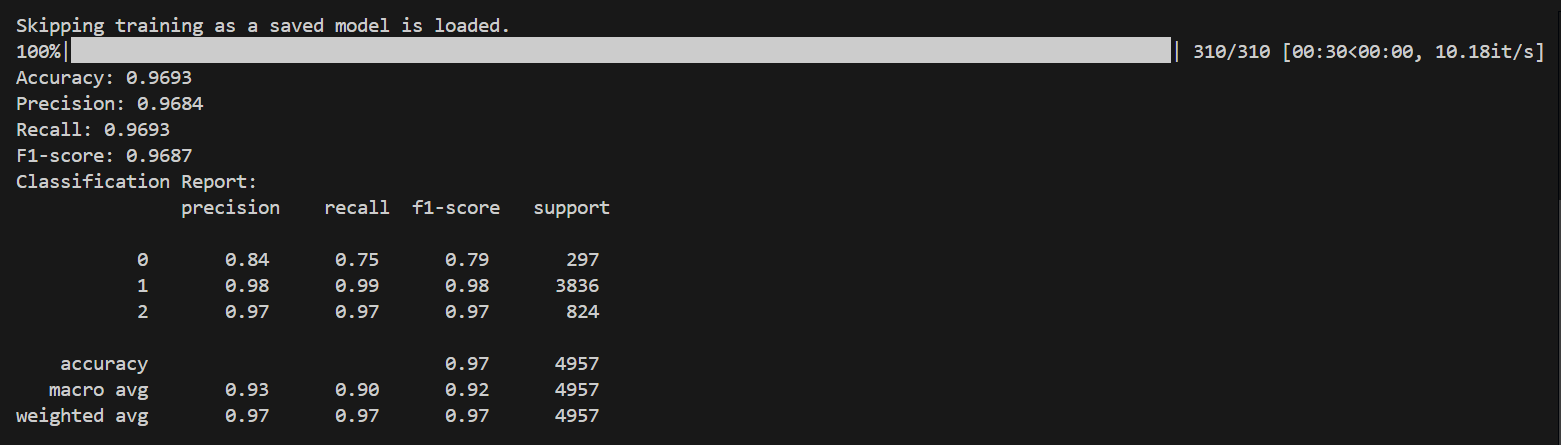 Skipping training as a saved model is loaded.
100%|██████████| 310/310 [00:30<00:00, 10.18it/s]
Accuracy: 0.9693
Precision: 0.9684
Recall: 0.9693
F1-score: 0.9687
Classification Report:
              precision    recall  f1-score   support

           0       0.84      0.75      0.79       297
           1       0.98      0.99      0.98      3836
           2       0.97      0.97      0.97       824

    accuracy                           0.97      4957
   macro avg       0.93      0.90      0.92      4957
weighted avg       0.97      0.97      0.97      4957